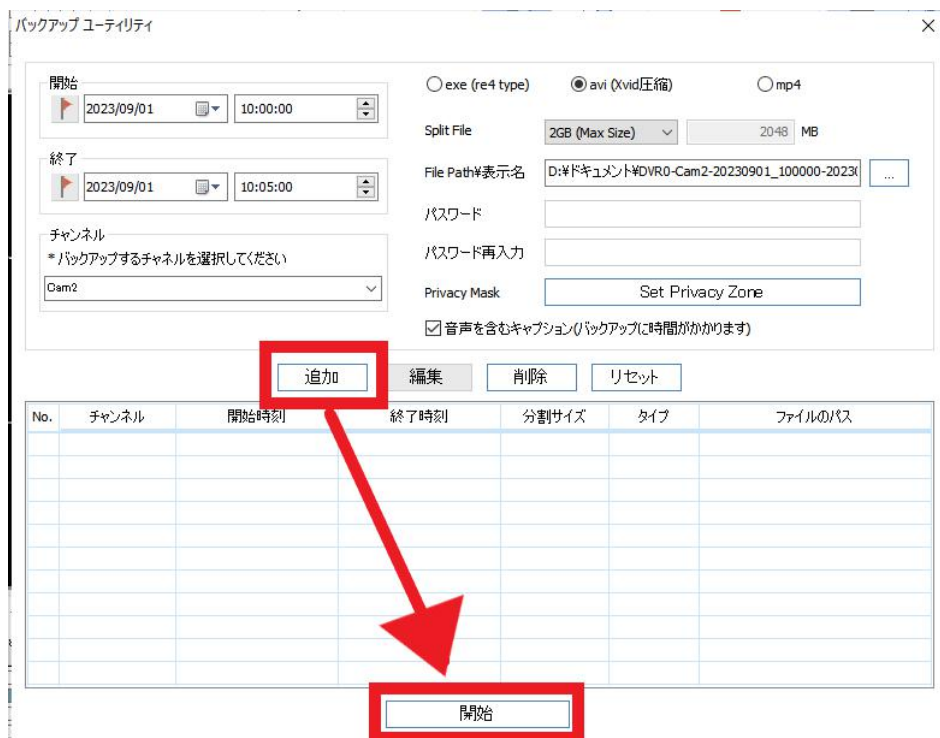 バックアップ ユーティリティ
開始
2023/09/01 10:00:00
終了
2023/09/01 10:05:00
チャンネル
*バックアップするチャネルを選択してください
Cam2
exe (re4 type) avi (Xvid圧縮) mp4
Split File 2GB (Max Size) 2048 MB
File Path¥表示名 D:¥ドキュメント¥DVR0-Cam2-20230901_100000-2023( ...
パスワード
パスワード再入力
Privacy Mask Set Privacy Zone
音声を含むキャプション(バックアップに時間がかかります)
追加 編集 削除 リセット
No. チャンネル 開始時刻 終了時刻 分割サイズ タイプ ファイルのパス
開始